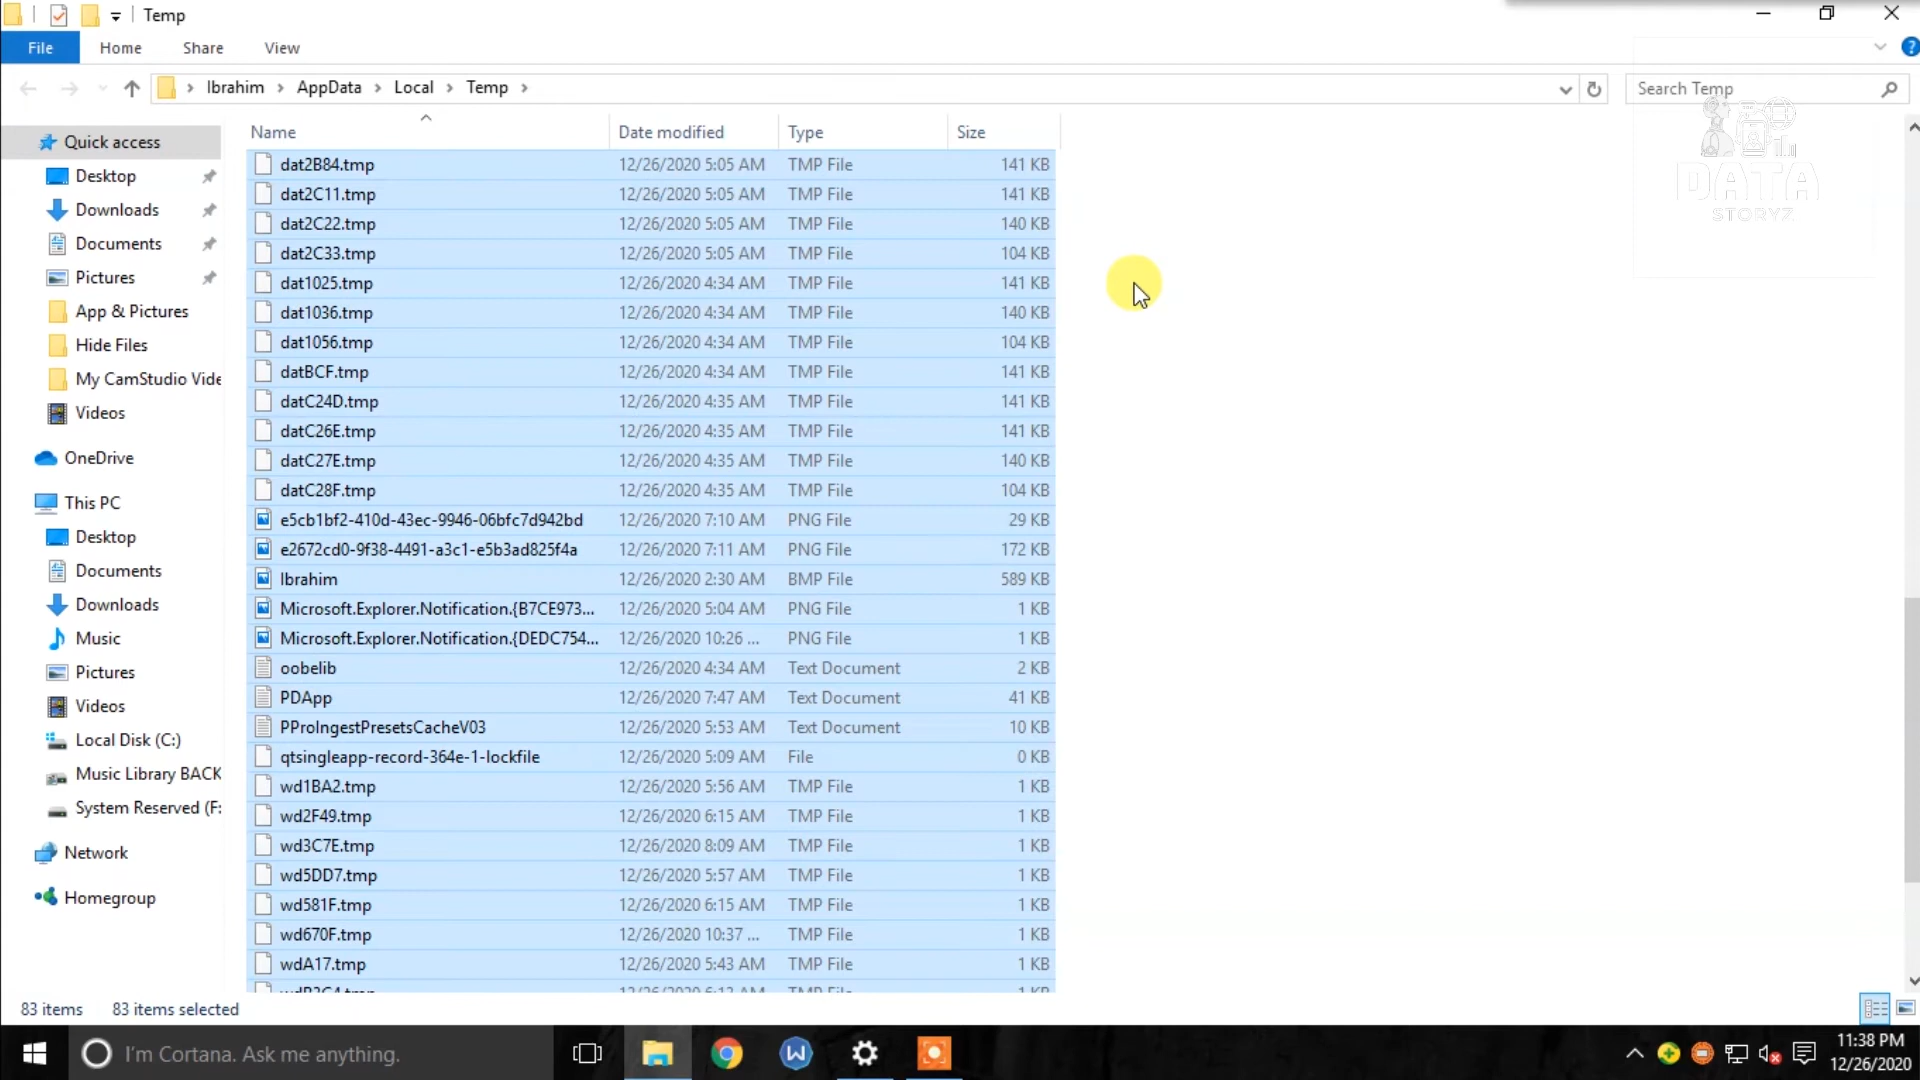 Temp
File Home Share View
Ibrahim AppData Local Temp
Search Temp
DATA
STORYZ
Quick access
Desktop
Downloads
Documents
Pictures
App & Pictures
Hide Files
My CamStudio Vide
Videos
OneDrive
This PC
Desktop
Documents
Downloads
Music
Pictures
Videos
Local Disk (C:)
Music Library BACK
System Reserved (F:
Network
Homegroup
Name Date modified Type Size
dat2B84.tmp 12/26/2020 5:05 AM TMP File 141 KB
dat2C11.tmp 12/26/2020 5:05 AM TMP File 141 KB
dat2C22.tmp 12/26/2020 5:05 AM TMP File 140 KB
dat2C33.tmp 12/26/2020 5:05 AM TMP File 104 KB
dat1025.tmp 12/26/2020 4:34 AM TMP File 141 KB
dat1036.tmp 12/26/2020 4:34 AM TMP File 140 KB
dat1056.tmp 12/26/2020 4:34 AM TMP File 104 KB
datBCF.tmp 12/26/2020 4:34 AM TMP File 141 KB
datC24D.tmp 12/26/2020 4:35 AM TMP File 141 KB
datC26E.tmp 12/26/2020 4:35 AM TMP File 141 KB
datC27E.tmp 12/26/2020 4:35 AM TMP File 140 KB
datC28F.tmp 12/26/2020 4:35 AM TMP File 104 KB
e5cb1bf2-410d-43ec-9946-06bfc7d942bd 12/26/2020 7:10 AM PNG File 29 KB
e2672cd0-9f38-4491-a3c1-e5b3ad825f4a 12/26/2020 7:11 AM PNG File 172 KB
Ibrahim 12/26/2020 2:30 AM BMP File 589 KB
Microsoft.Explorer.Notification.{B7CE973... 12/26/2020 5:04 AM PNG File 1 KB
Microsoft.Explorer.Notification.{DEDC754... 12/26/2020 10:26 ... PNG File 1 KB
oobelib 12/26/2020 4:34 AM Text Document 2 KB
PDApp 12/26/2020 7:47 AM Text Document 41 KB
PProIngestPresetsCacheV03 12/26/2020 5:53 AM Text Document 10 KB
qtsingleapp-record-364e-1-lockfile 12/26/2020 5:09 AM File 0 KB
wd1BA2.tmp 12/26/2020 5:56 AM TMP File 1 KB
wd2F49.tmp 12/26/2020 6:15 AM TMP File 1 KB
wd3C7E.tmp 12/26/2020 8:09 AM TMP File 1 KB
wd5DD7.tmp 12/26/2020 5:57 AM TMP File 1 KB
wd581F.tmp 12/26/2020 6:15 AM TMP File 1 KB
wd670F.tmp 12/26/2020 10:37 ... TMP File 1 KB
wdA17.tmp 12/26/2020 5:43 AM TMP File 1 KB
83 items 83 items selected
I'm Cortana. Ask me anything.
11:38 PM
12/26/2020